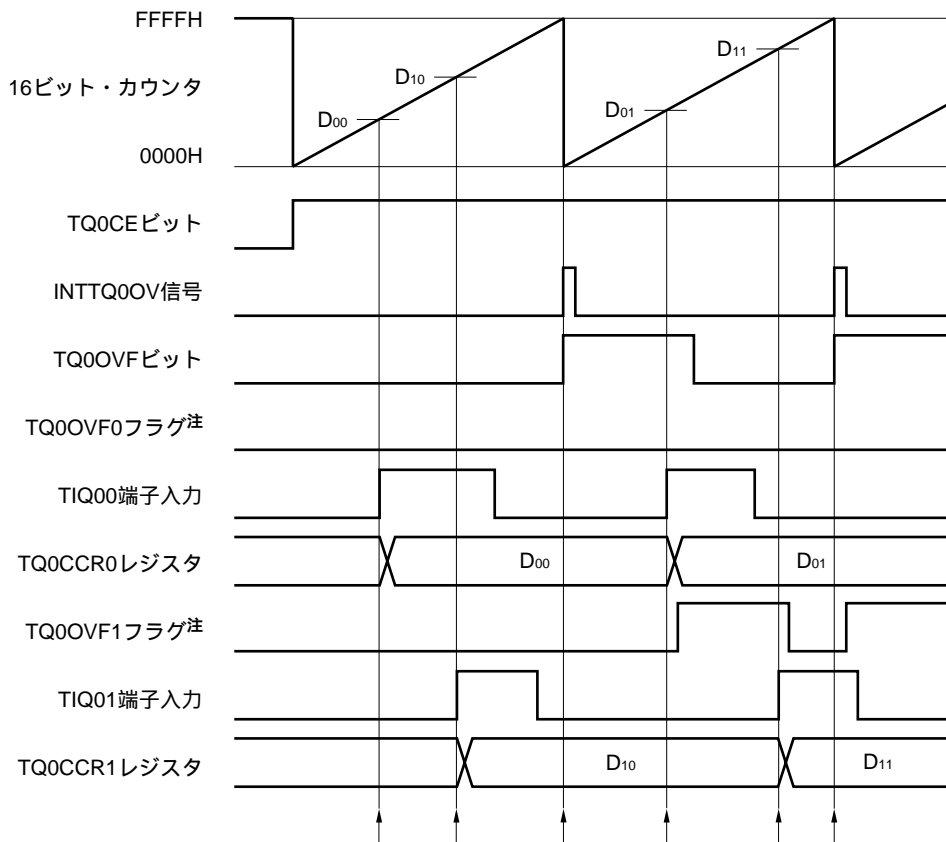 FFFFH
16ビット・カウンタ
0000H
D10
D00
D11
D01
TQ0CEビット
INTTQ0OV信号
TQ0OVFビット
TQ0OVF0フラグ注
TIQ00端子入力
TQ0CCR0レジスタ
D00
D01
TQ0OVF1フラグ注
TIQ01端子入力
TQ0CCR1レジスタ
D10
D11